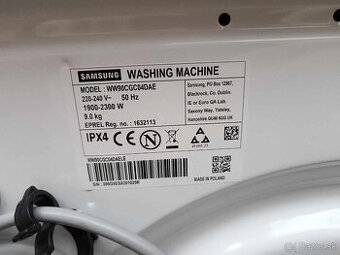 SAMSUNG WASHING MACHINE
MODEL: WW90CGC04DAE
220-240 V~ 50 Hz
1900-2300 W
9.0 kg
EPREL Reg. no.: 1632113
Samsung, PO Box 12987,
Blackrock, Co. Dublin.
IE or Euro QA Lab.
Saxony Way, Yateley,
Hampshire GU46 6GG UK
IPX4
WW90CGC04DAELE
S/N:
MADE IN POLAND